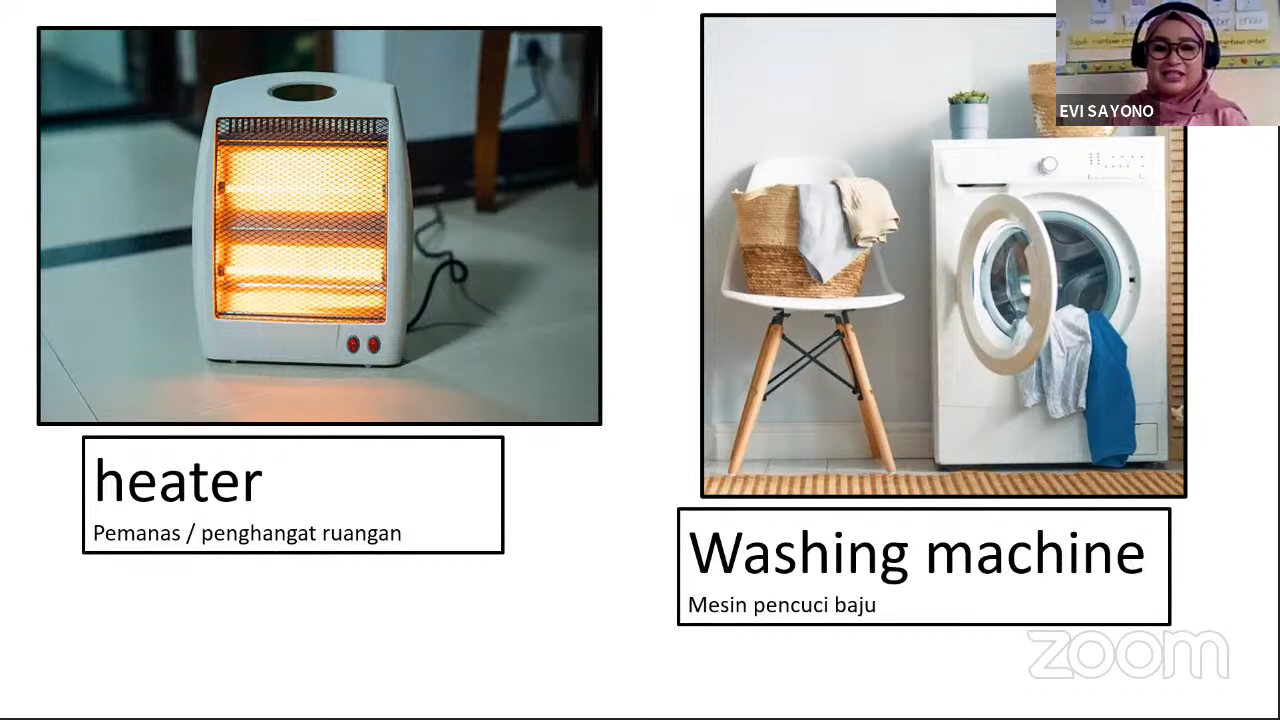 heater
Pemanas / penghangat ruangan
Washing machine
Mesin pencuci baju
EVI SAYONO
zoom